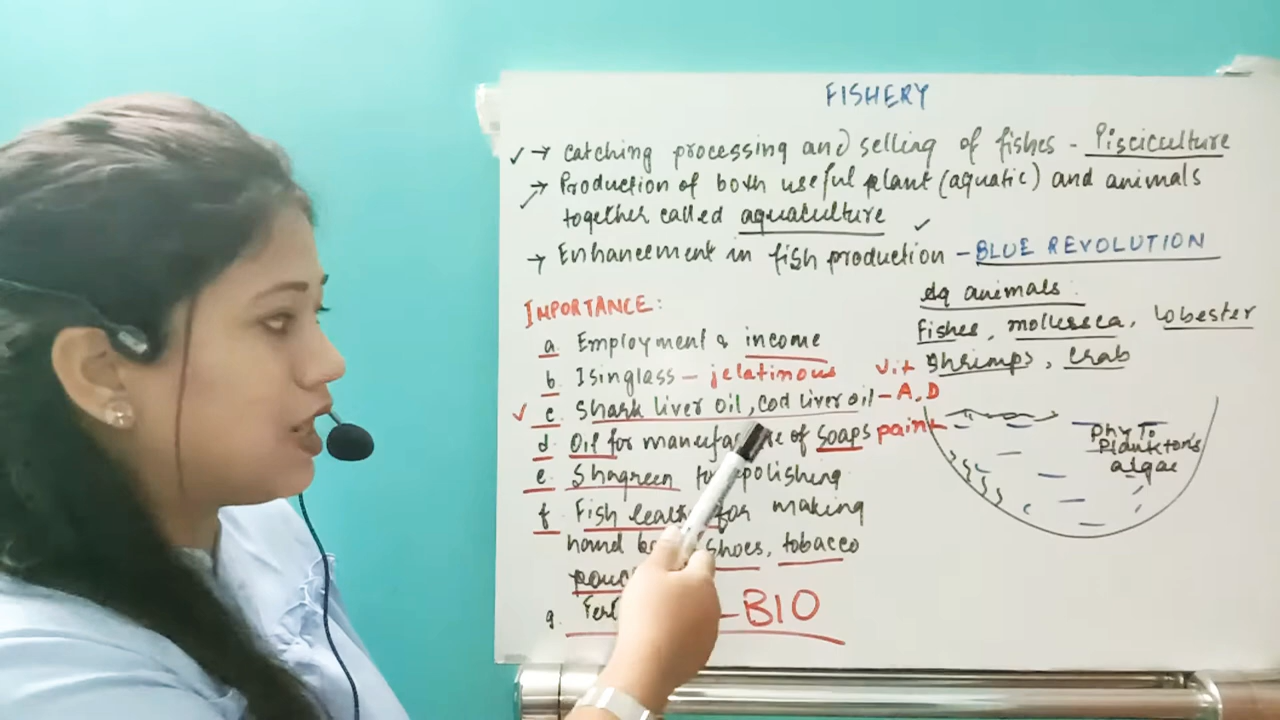 FISHERY
→ catching processing and selling of fishes - Pisciculture
→ Production of both useful plant (aquatic) and animals
together called aquaculture
→ Enhancement in fish production - BLUE REVOLUTION
IMPORTANCE:
a. Employment & income
b. Isinglass - jelatinous
c. Shark liver oil, Cod liver oil - Vit A, D
d. Oil for of soaps paint
e. Shagreen polishing
f. Fish for making
hand shoes, tobacco
g. - BIO
Aq animals:
Fishes, mollussca, Lobester
Shrimps, Crab
Phyto
Planktons
algae